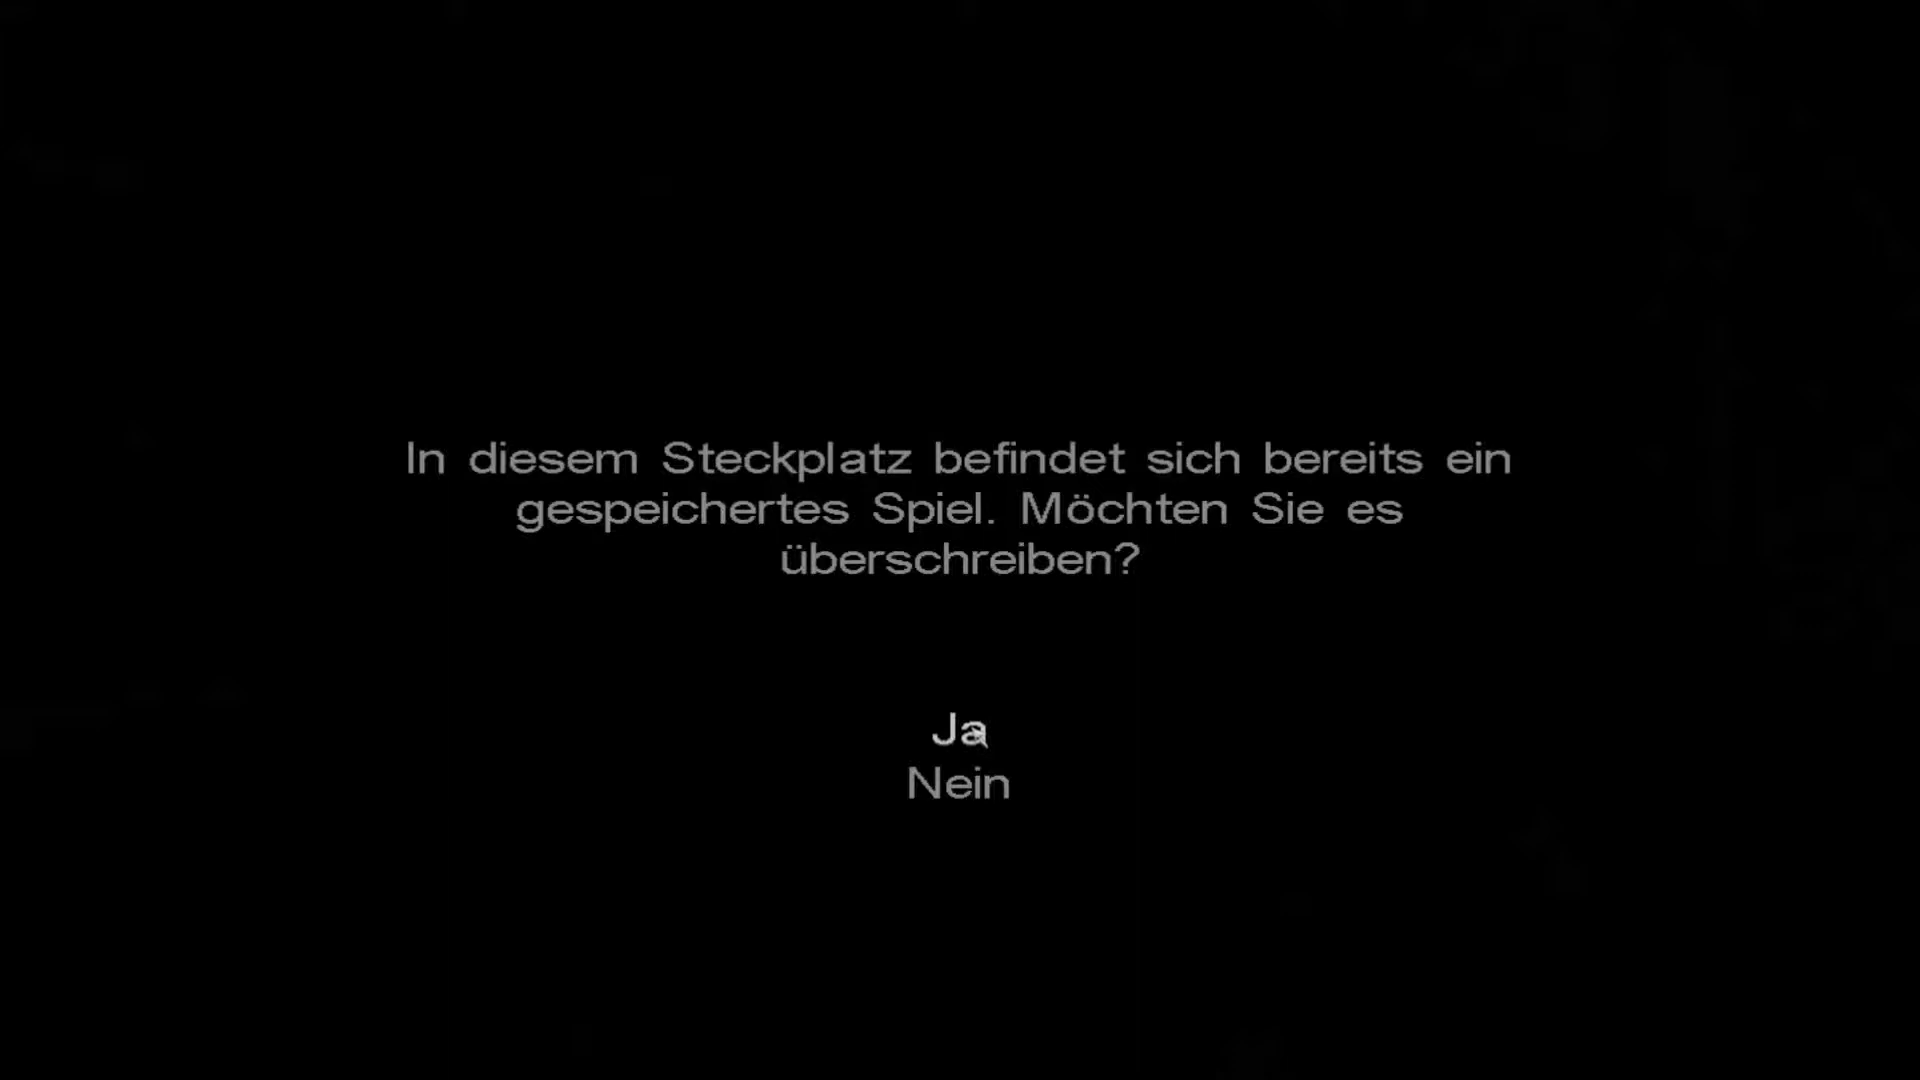 In diesem Steckplatz befindet sich bereits ein
gespeichertes Spiel. Möchten Sie es
überschreiben?
Ja
Nein